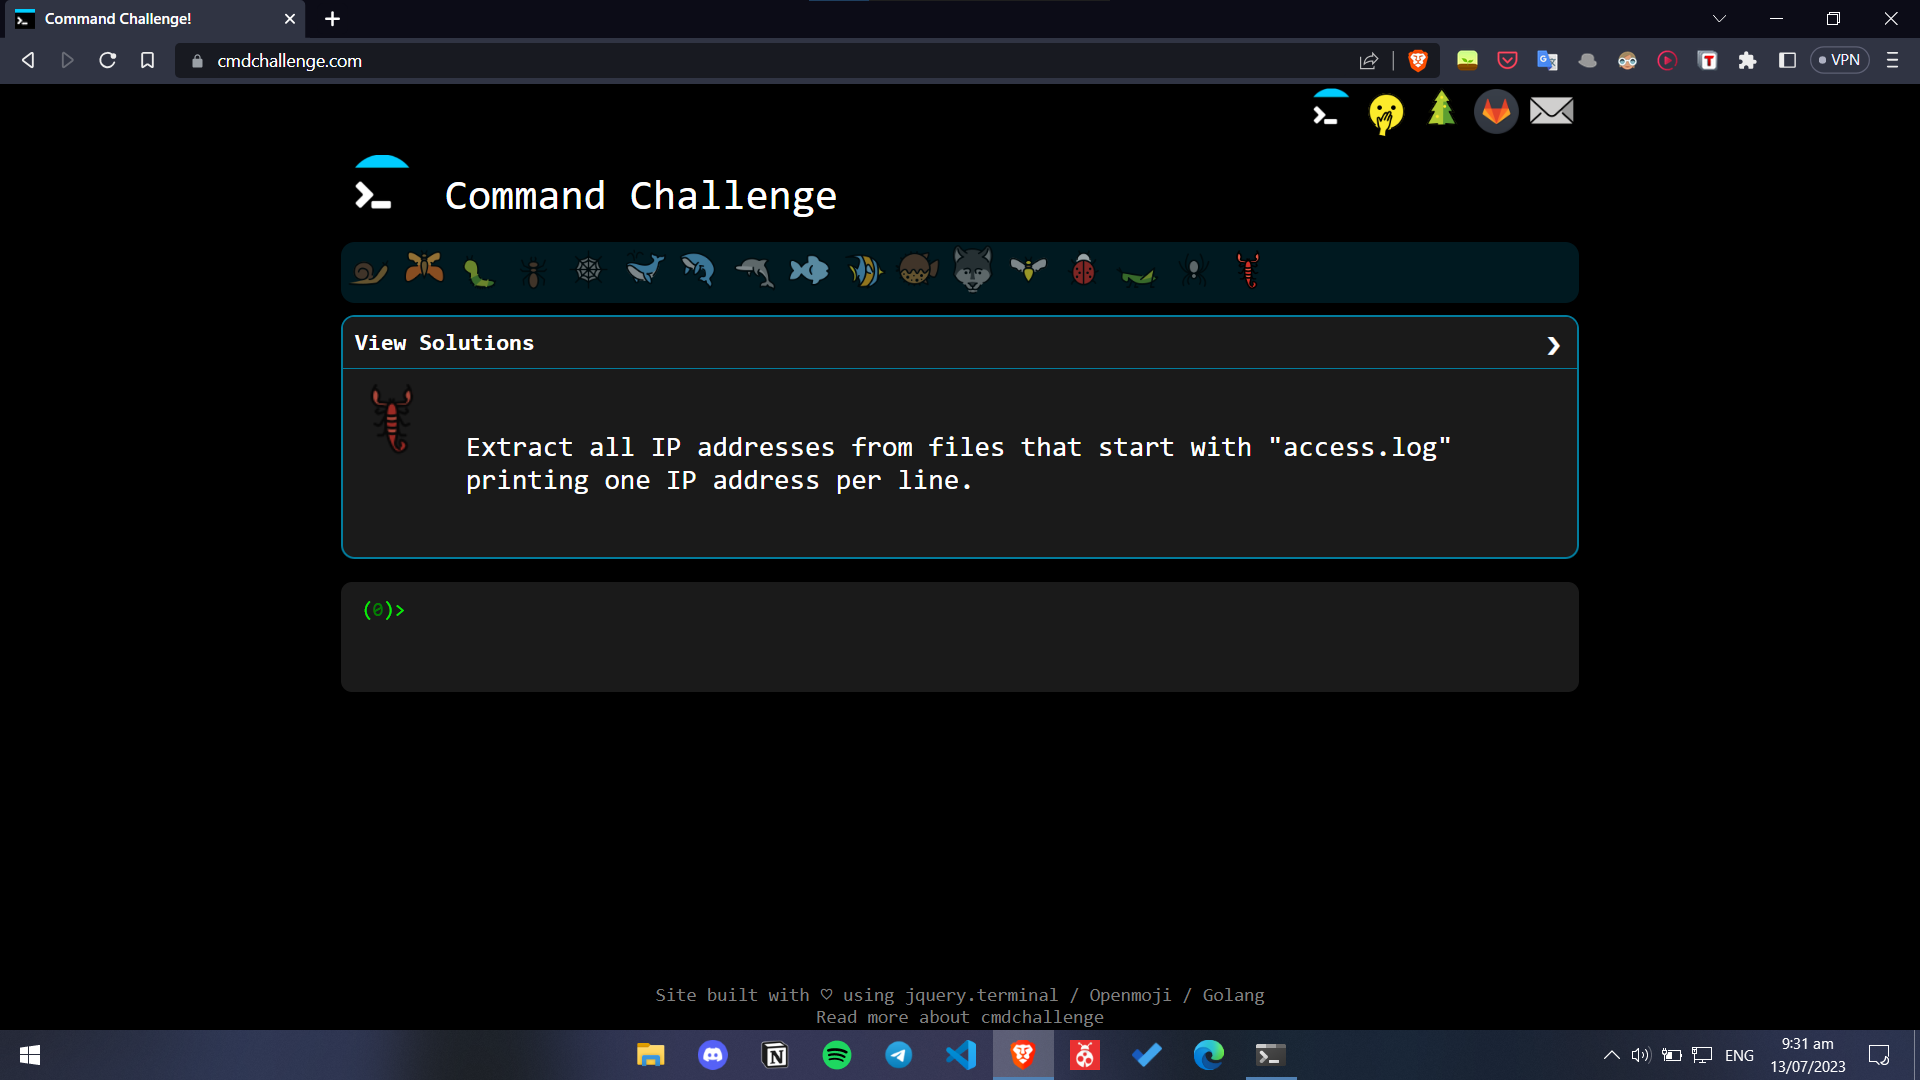 Command Challenge!
cmdchallenge.com
VPN
Command Challenge
View Solutions
Extract all IP addresses from files that start with "access.log"
printing one IP address per line.
(0)>
Site built with ♡ using jquery.terminal / Openmoji / Golang
Read more about cmdchallenge
ENG
9:31 am
13/07/2023